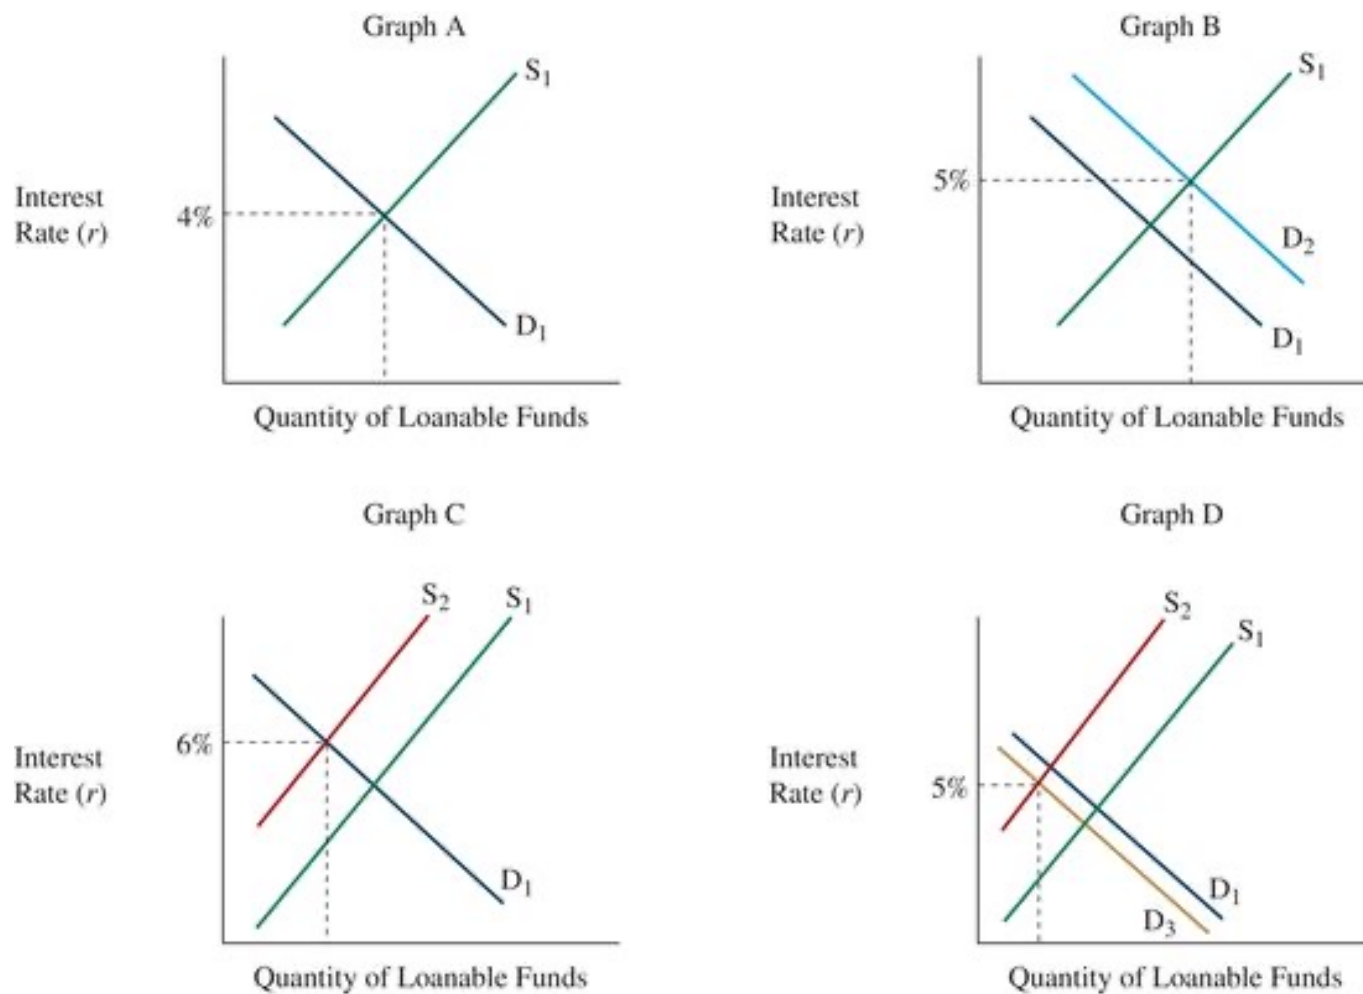 Graph A
S₁
Interest
Rate (r)
4%
D₁
Quantity of Loanable Funds
Graph B
S₁
5%
Interest
Rate (r)
D₂
D₁
Quantity of Loanable Funds
Graph C
S₂
S₁
6%
Interest
Rate (r)
D₁
Quantity of Loanable Funds
Graph D
S₂
S₁
Interest
Rate (r)
5%
D₁
D₃
Quantity of Loanable Funds